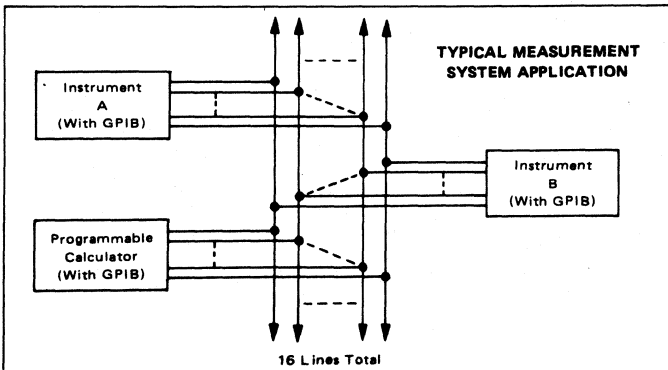 TYPICAL MEASUREMENT
SYSTEM APPLICATION
Instrument
A
(With GPIB)
Instrument
B
(With GPIB)
Programmable
Calculator
(With GPIB)
16 Lines Total